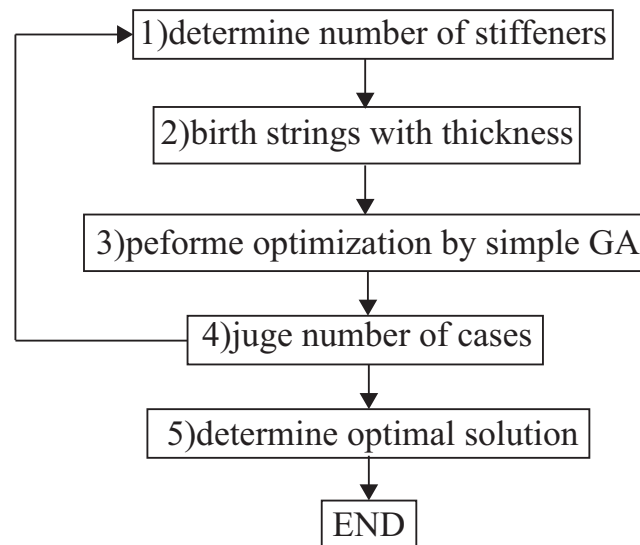 1)determine number of stiffeners
2)birth strings with thickness
3)peforme optimization by simple GA
4)juge number of cases
5)determine optimal solution
END